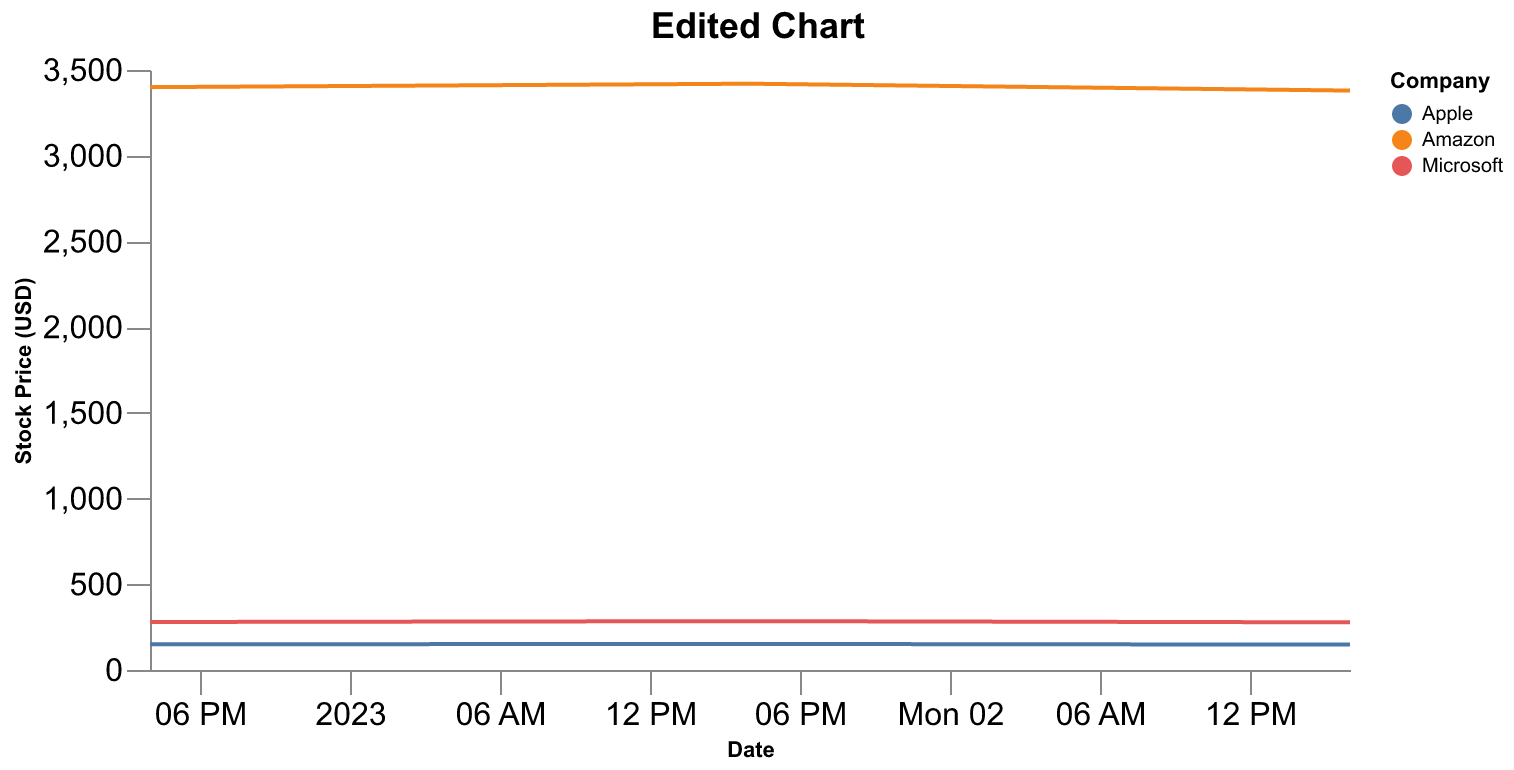 Edited Chart
3,500
3,000
2,500
2,000
1,500
1,000
500
0
Stock Price (USD)
06 PM
2023
06 AM
12 PM
06 PM
Mon 02
06 AM
12 PM
Date
Company
Apple
Amazon
Microsoft